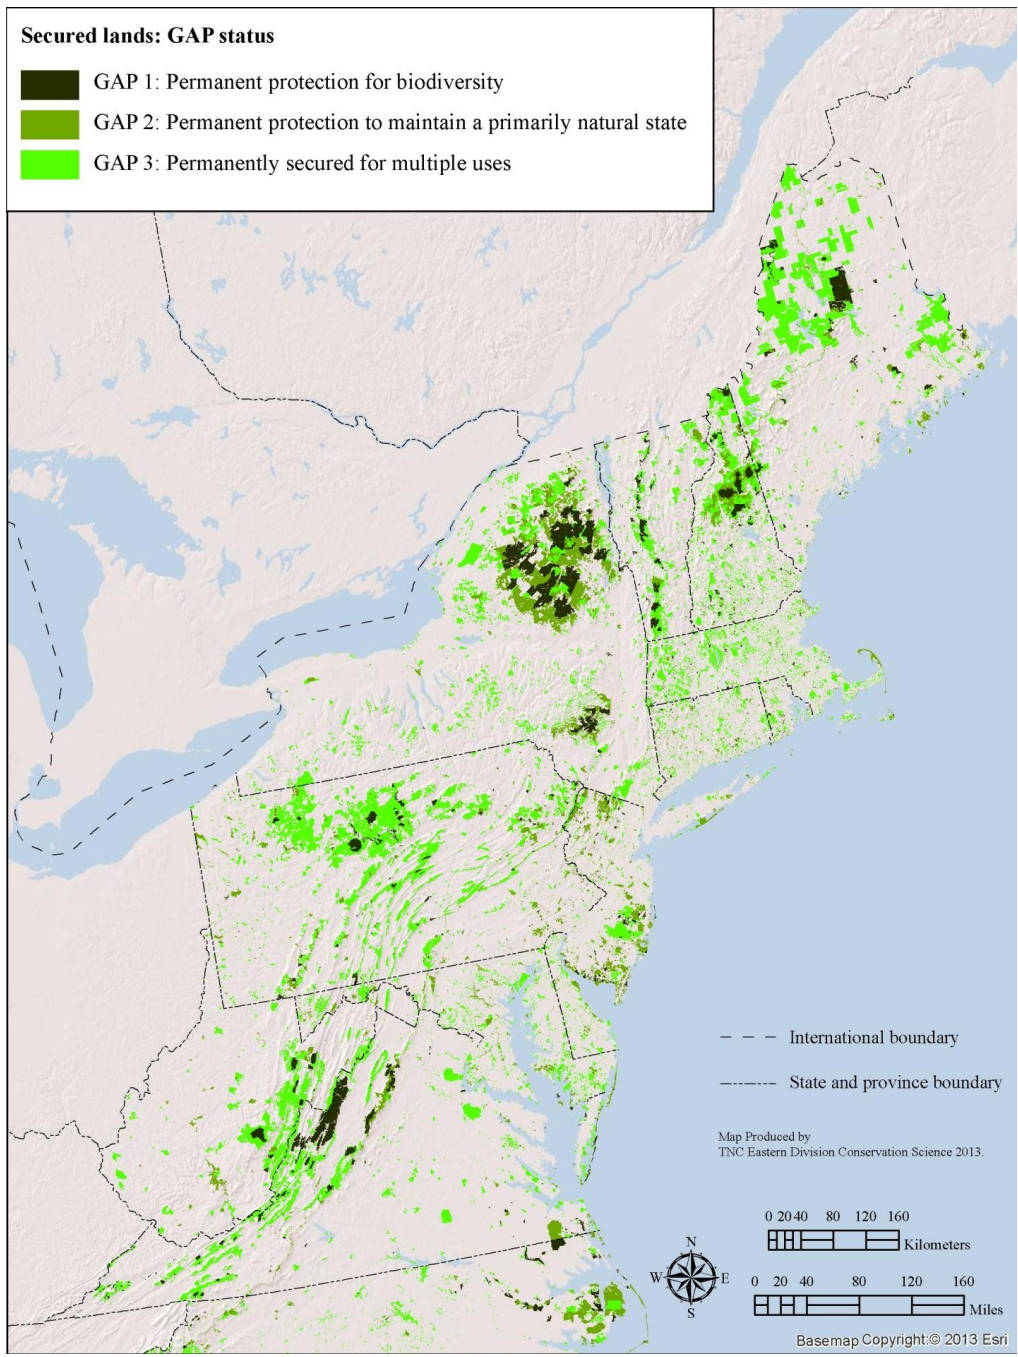 Secured lands: GAP status
GAP 1: Permanent protection for biodiversity
GAP 2: Permanent protection to maintain a primarily natural state
GAP 3: Permanently secured for multiple uses
International boundary
State and province boundary
Map Produced by
TNC Eastern Division Conservation Science 2013.
0 20 40 80 120 160
Kilometers
N
W E
S
0 20 40 80 120 160
Miles
Basemap Copyright:© 2013 Esri